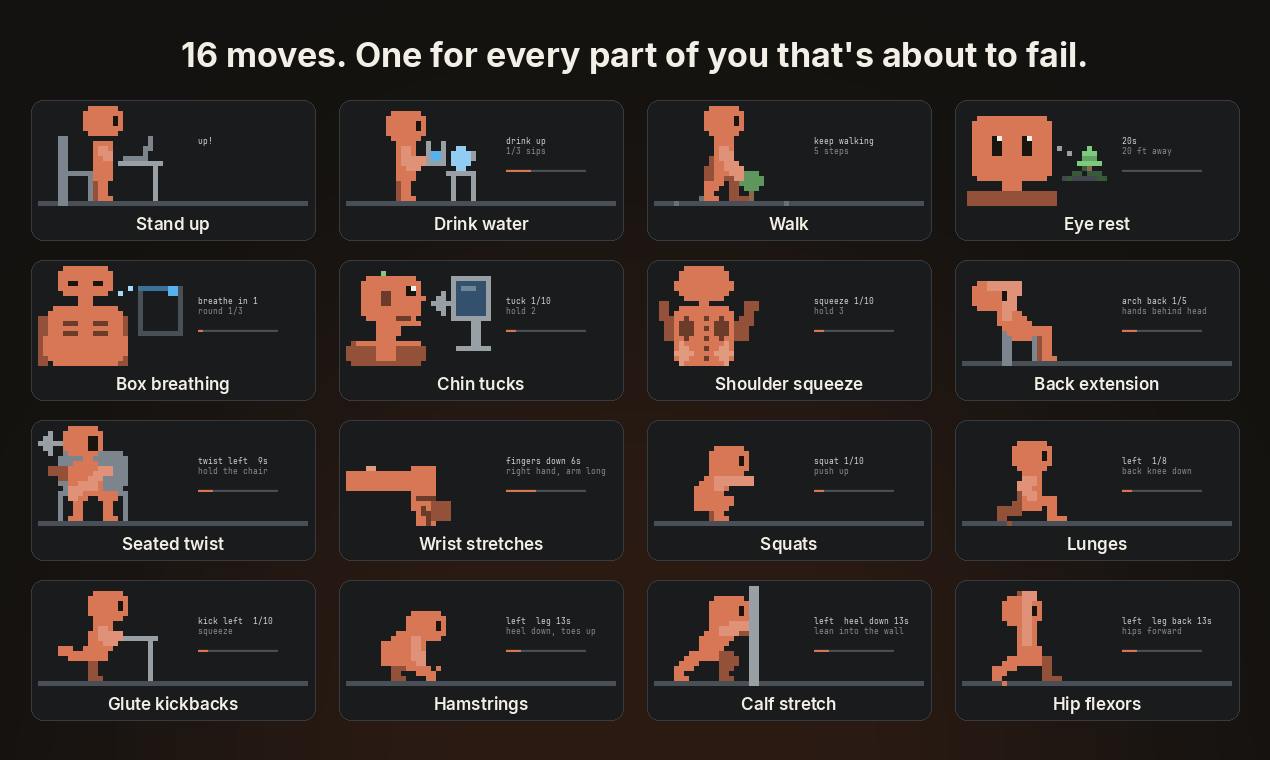 16 moves. One for every part of you that's about to fail.
up!
Stand up
drink up
1/3 sips
Drink water
keep walking
5 steps
Walk
20s
20 ft away
Eye rest
breathe in 1
round 1/3
Box breathing
tuck 1/10
hold 2
Chin tucks
squeeze 1/10
hold 3
Shoulder squeeze
arch back 1/5
hands behind head
Back extension
twist left 9s
hold the chair
Seated twist
fingers down 6s
right hand, arm long
Wrist stretches
squat 1/10
push up
Squats
left 1/8
back knee down
Lunges
kick left 1/10
squeeze
Glute kickbacks
left leg 13s
heel down, toes up
Hamstrings
left heel down 13s
lean into the wall
Calf stretch
left leg back 13s
hips forward
Hip flexors